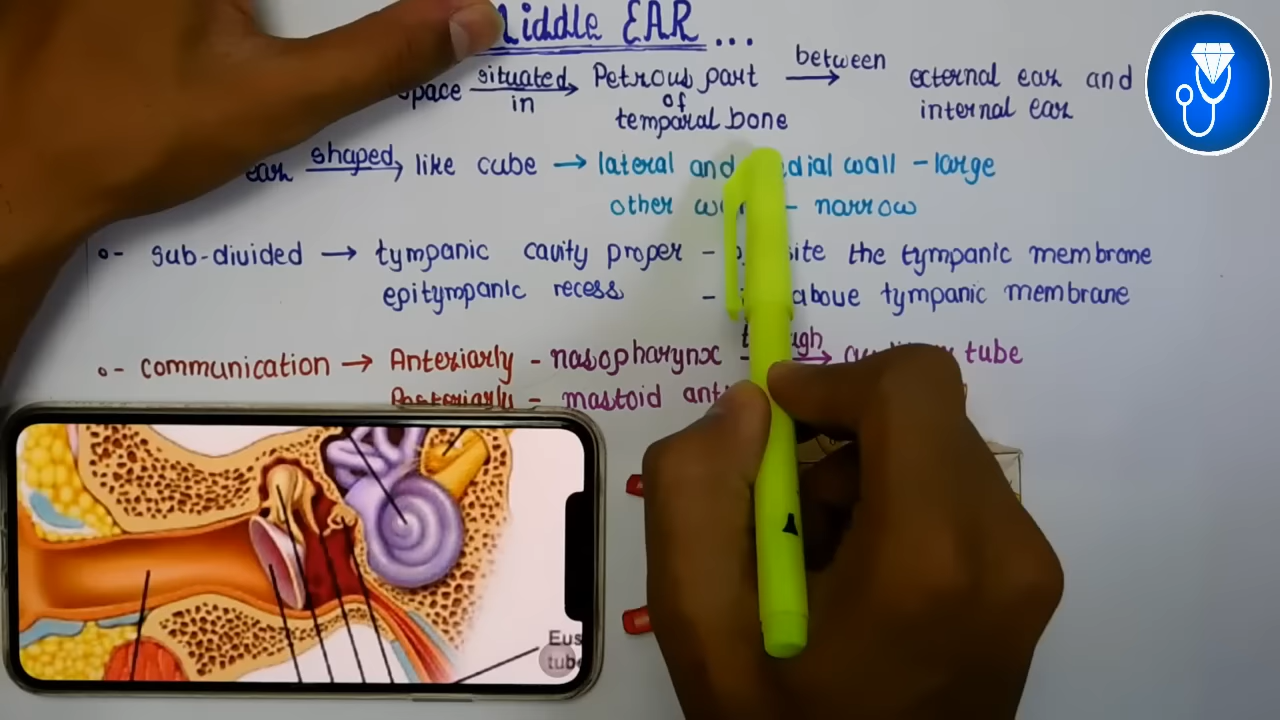 iddle EAR ...
space situated in Petrous part of temporal bone between external ear and internal ear
ear shaped like cube → lateral and dial wall - large
other - narrow
o- sub-divided → tympanic cavity proper - site the tympanic membrane
epitympanic recess - above tympanic membrane
o- communication → Anteriarly - nasopharynx - tube
Posteriarly - mastoid
Eus
tube